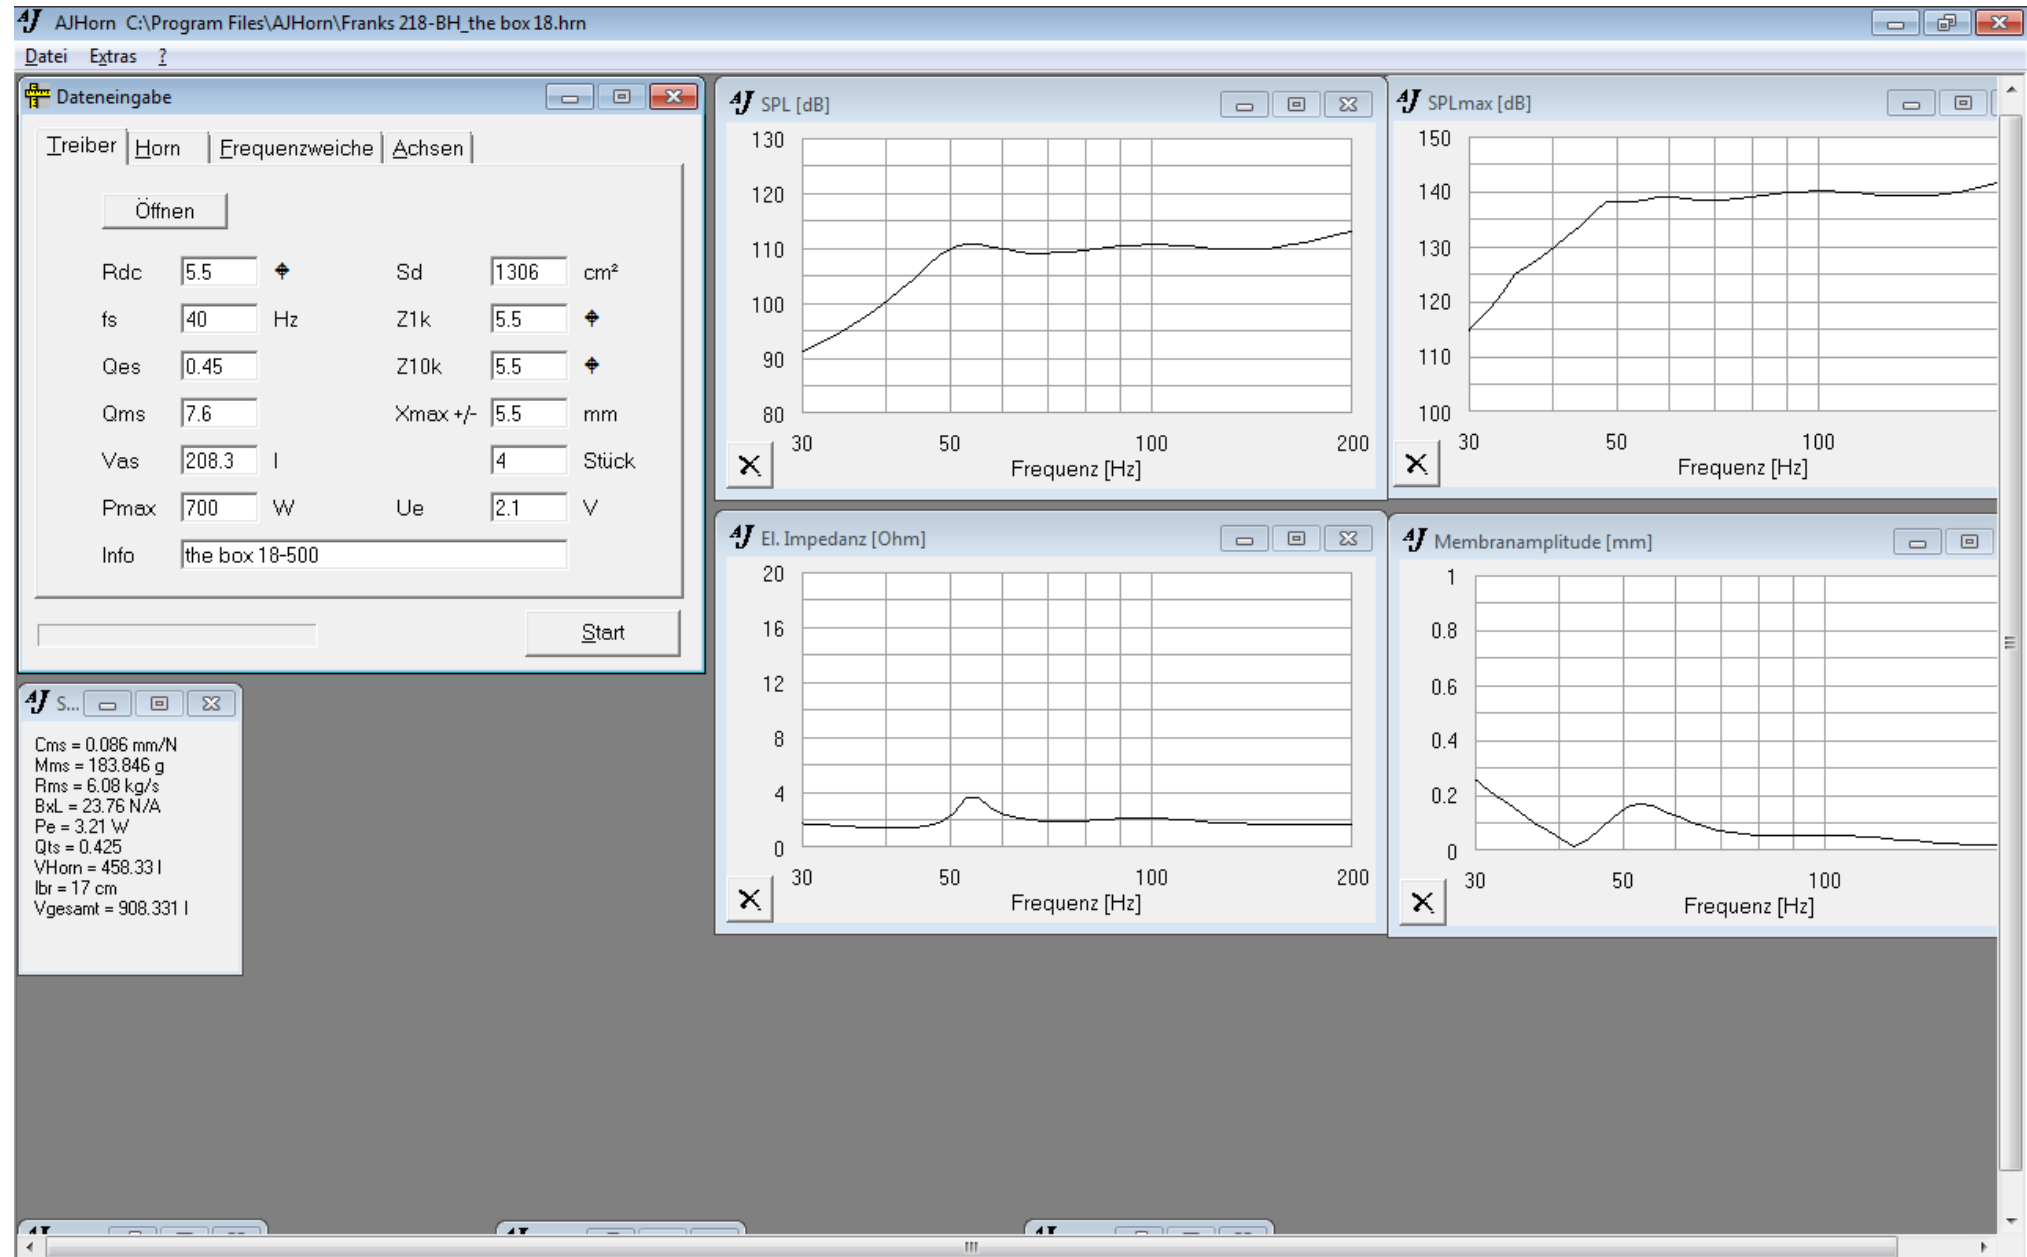 AJ AJHorn C:\Program Files\AJHorn\Franks 218-BH_the box 18.hrn
Datei Extras ?
Dateneingabe
Treiber Horn Frequenzweiche Achsen
Öffnen
Rdc 5.5 Sd 1306 cm²
fs 40 Hz Z1k 5.5
Qes 0.45 Z10k 5.5
Qms 7.6 Xmax +/- 5.5 mm
Vas 208.3 l 4 Stück
Pmax 700 W Ue 2.1 V
Info the box 18-500
Start
AJ S...
Cms = 0.086 mm/N
Mms = 183.846 g
Rms = 6.08 kg/s
BxL = 23.76 N/A
Pe = 3.21 W
Qts = 0.425
VHorn = 458.33 l
lbr = 17 cm
Vgesamt = 908.331 l
AJ SPL [dB]
130
120
110
100
90
80
30 50 100 200
Frequenz [Hz]
AJ SPLmax [dB]
150
140
130
120
110
100
30 50 100
Frequenz [Hz]
AJ El. Impedanz [Ohm]
20
16
12
8
4
0
30 50 100 200
Frequenz [Hz]
AJ Membranamplitude [mm]
1
0.8
0.6
0.4
0.2
0
30 50 100
Frequenz [Hz]